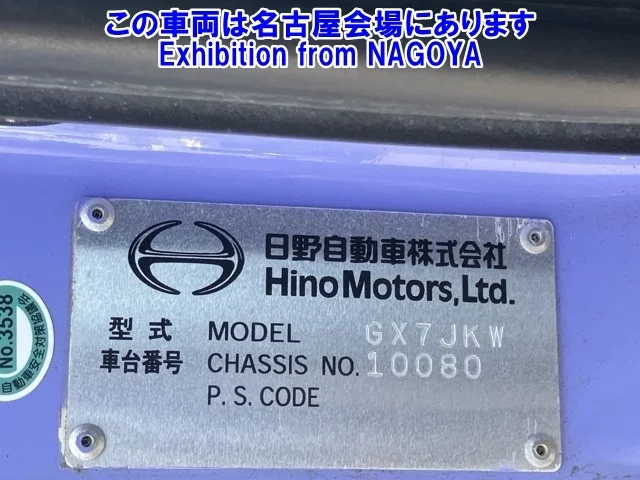 この車両は名古屋会場にあります
Exhibition from NAGOYA
日野自動車株式会社
Hino Motors, Ltd.
型式 MODEL GX7JKW
車台番号 CHASSIS NO. 10080
P. S. CODE
No.3538